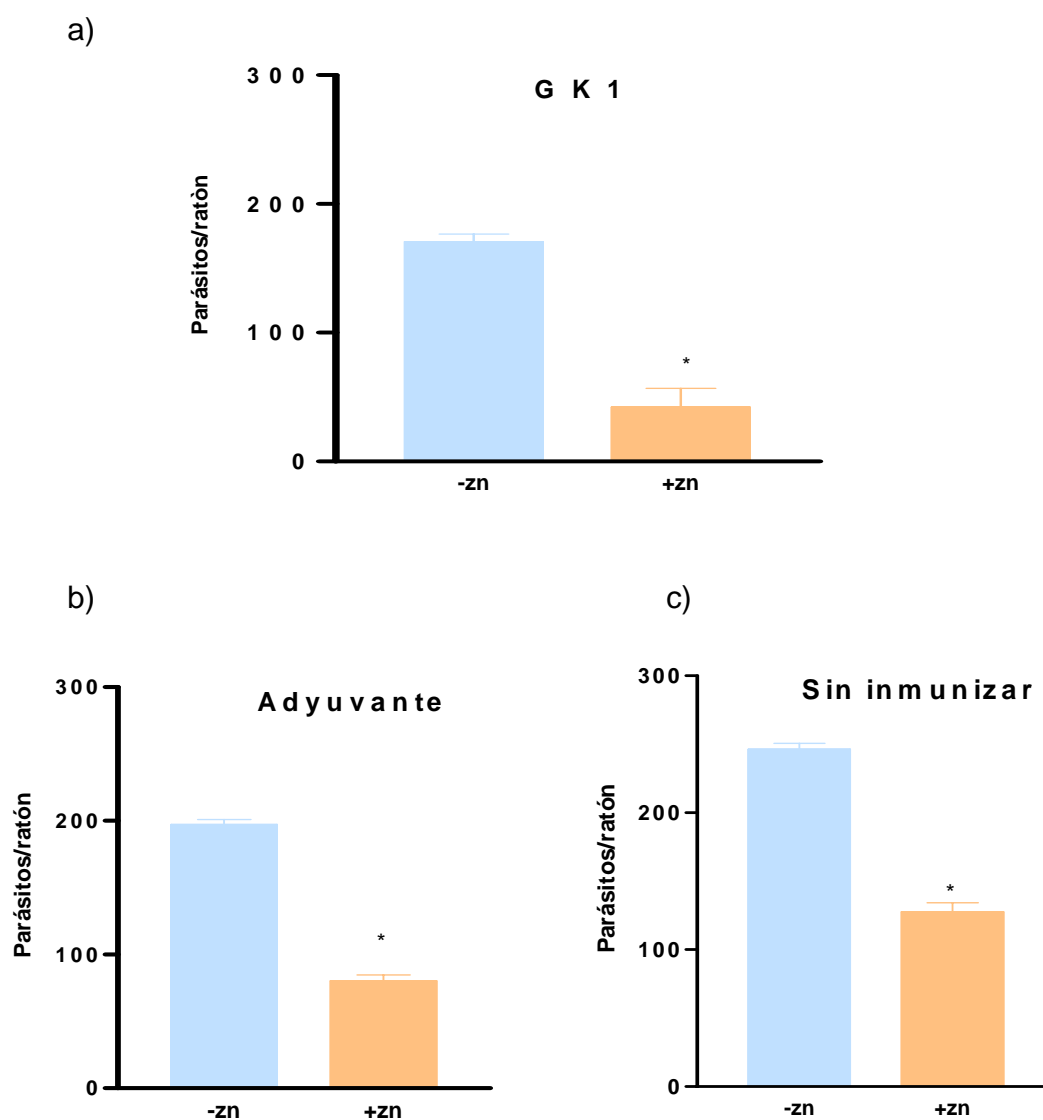 a)
G K 1
300
200
100
0
Parásitos/ratòn
*
-zn +zn
b)
Adyuvante
300
200
100
0
Parásitos/ratón
*
-zn +zn
c)
Sin inmunizar
300
200
100
0
Parásitos/ratón
*
-zn +zn